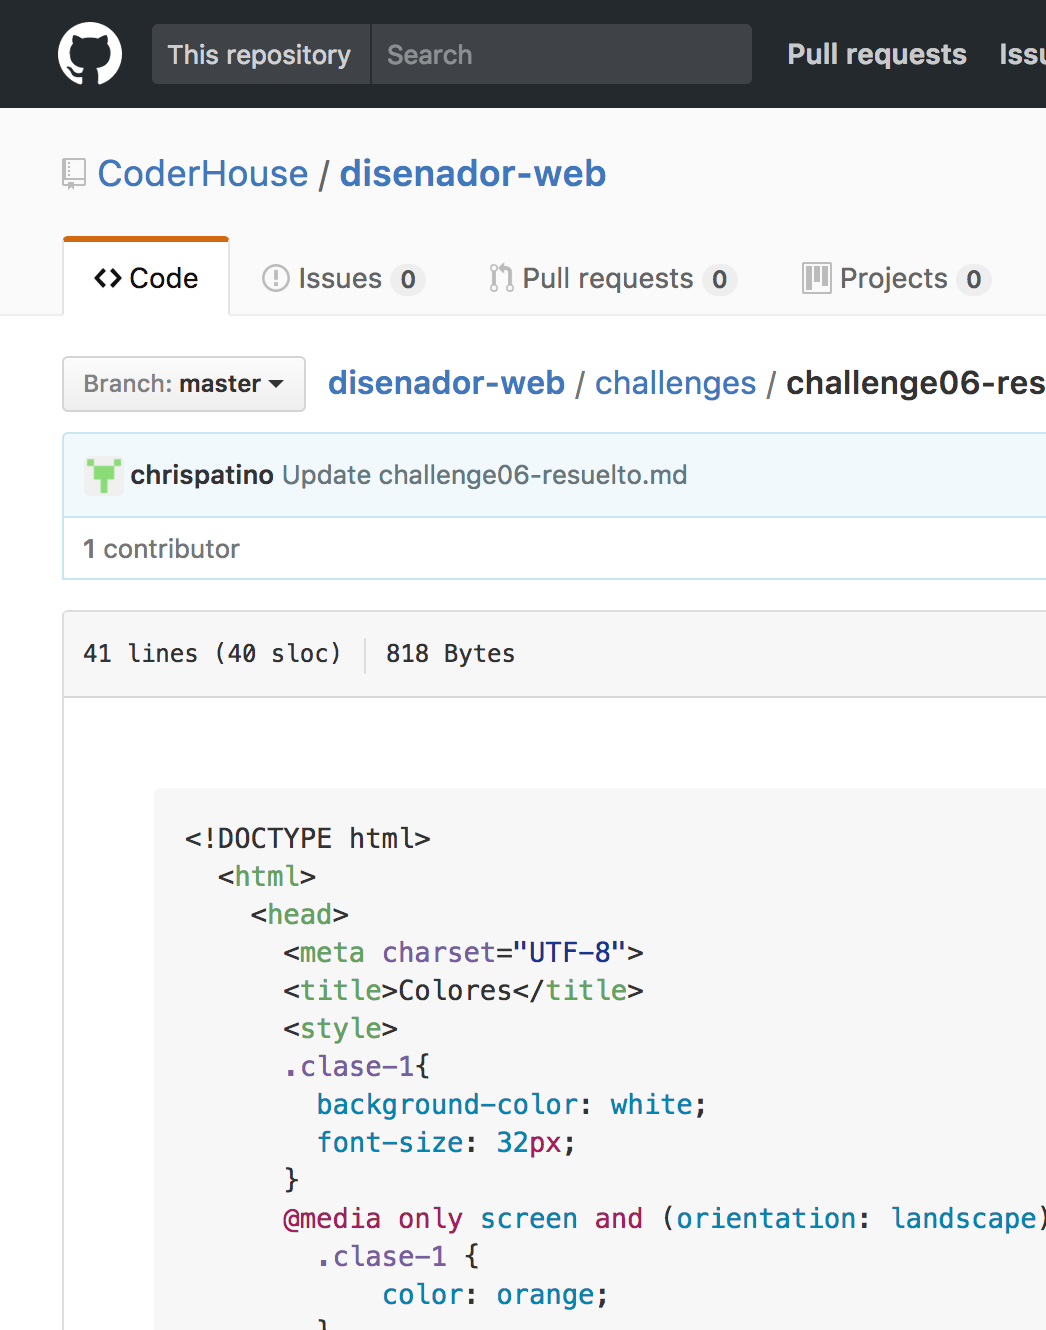 This repository Search Pull requests
CoderHouse / disenador-web
<> Code Issues 0 Pull requests 0 Projects 0
Branch: master disenador-web / challenges / challenge06-res
chrispatino Update challenge06-resuelto.md
1 contributor
41 lines (40 sloc) 818 Bytes
<!DOCTYPE html>
<html>
<head>
<meta charset="UTF-8">
<title>Colores</title>
<style>
.clase-1{
background-color: white;
font-size: 32px;
}
@media only screen and (orientation: landscape)
.clase-1 {
color: orange;
}